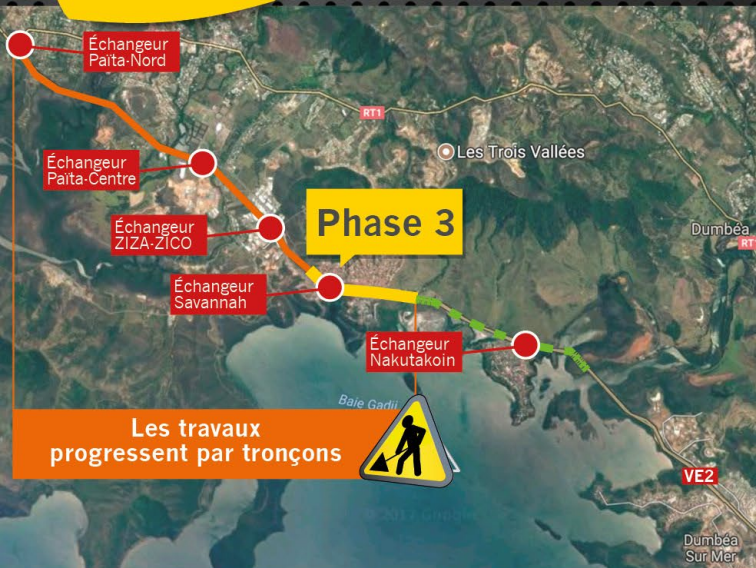 Échangeur
Païta-Nord
RT1
Échangeur
Païta-Centre
Les Trois Vallées
Échangeur
ZIZA-ZICO
Phase 3
Dumbéa
RT
Échangeur
Savannah
Échangeur
Nakutakoin
Baie Gadji
Les travaux
progressent par tronçons
VE2
© 2017 Google
Dumbéa
Sur Mer